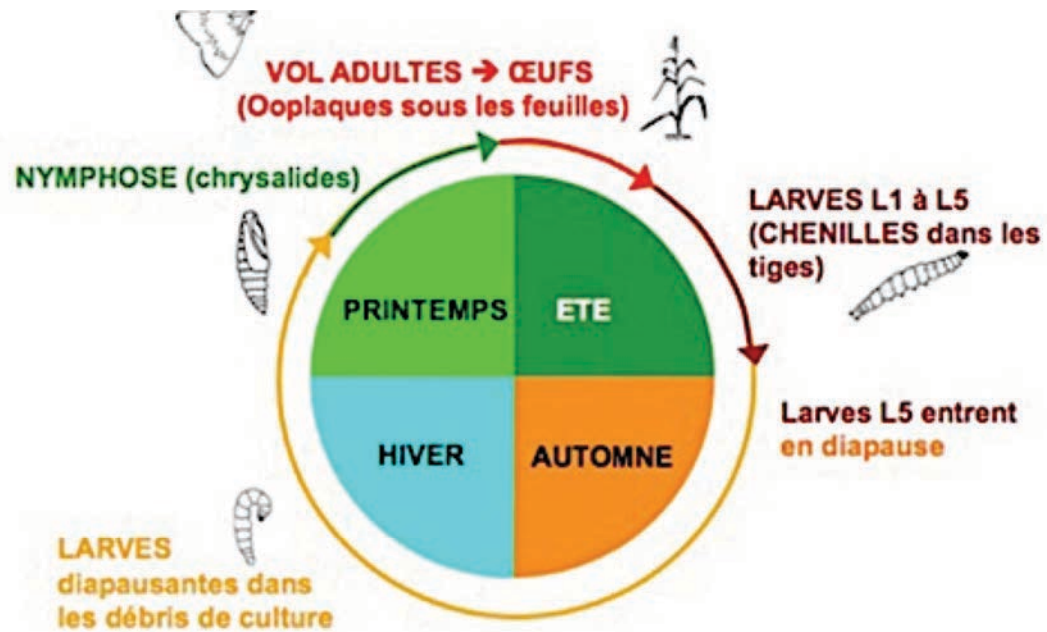 VOL ADULTES ➔ ŒUFS
(Ooplaques sous les feuilles)
NYMPHOSE (chrysalides)
LARVES L1 à L5
(CHENILLES dans les
tiges)
PRINTEMPS
ETE
HIVER
AUTOMNE
Larves L5 entrent
en diapause
LARVES
diapausantes dans
les débris de culture